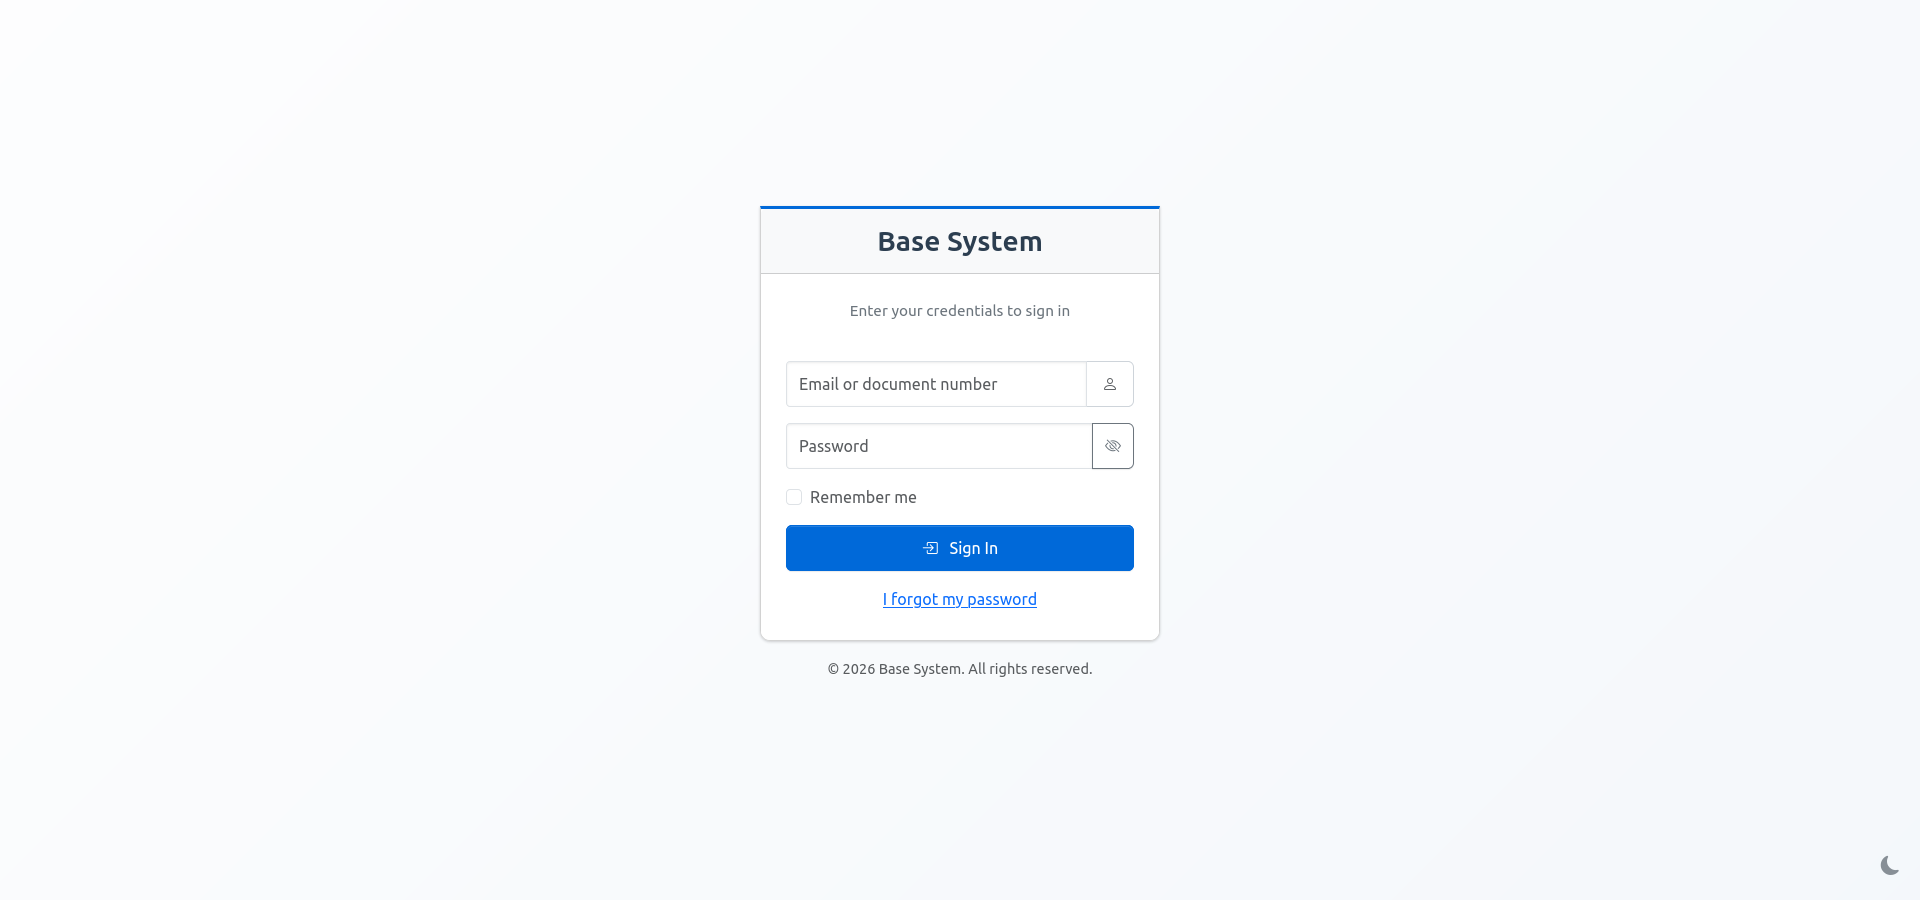 Base System
Enter your credentials to sign in
Email or document number
Password
Remember me
Sign In
I forgot my password
© 2026 Base System. All rights reserved.